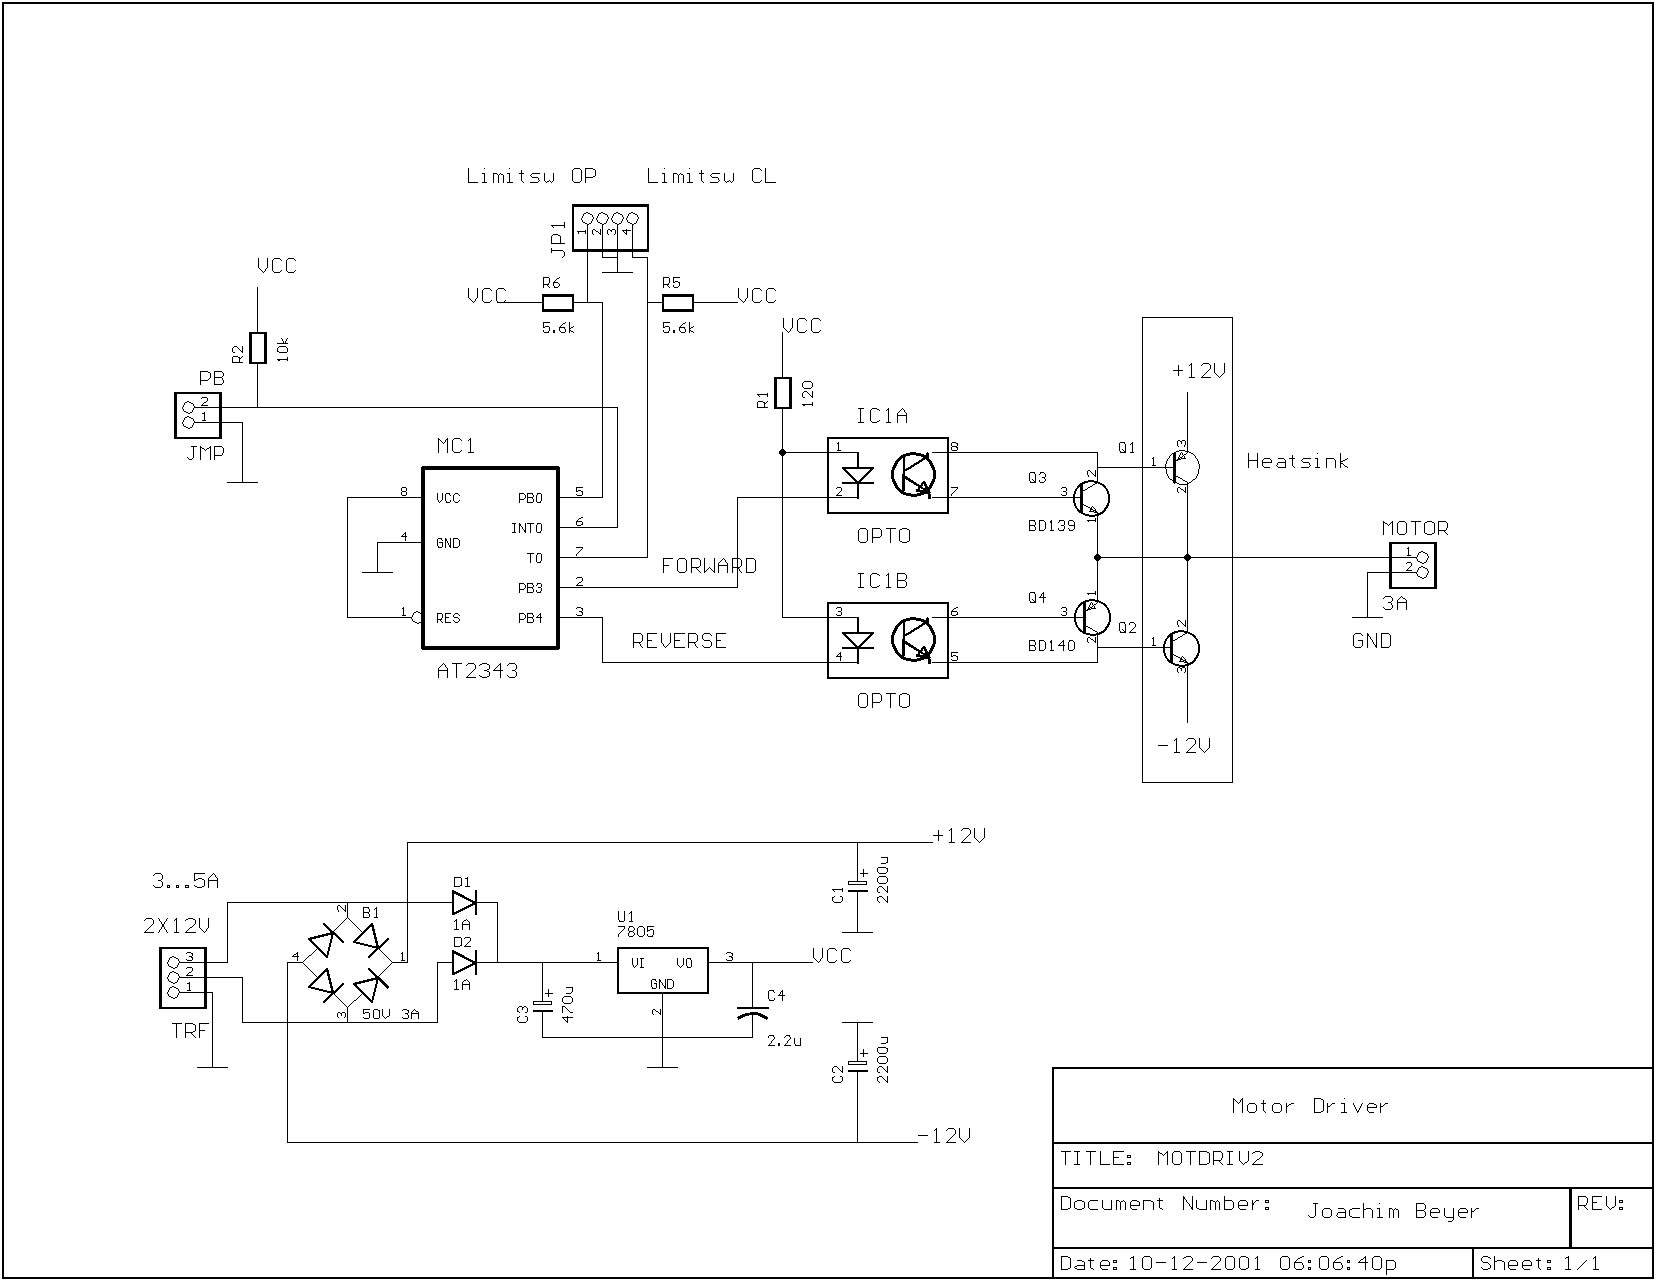 Limitsw OP Limitsw CL
JP1
1 2 3 4
VCC
R6 R5
VCC VCC
5.6k 5.6k
R2 10k
VCC
PB
2
1
JMP
R1 120
+12V
IC1A
MC1
1 8
2 7
OPTO
Q1
1 3 2
Heatsink
Q3
3 2 1
BD139
8 VCC PB0 5
INT0 6
4 GND
T0 7
FORWARD
PB3 2
1 RES PB4 3
REVERSE
AT2343
IC1B
3 6
4 5
OPTO
Q4
3 1 2
BD140
Q2
1 2 3
-12V
MOTOR
1
2
3A
GND
+12V
3...5A
2X12V
3
2
1
TRF
B1
2
4 1
3
50V 3A
D1
1A
D2
1A
U1
7805
1 VI VO 3
GND
2
VCC
C1 + 2200u
C3 + 470u
C4
2.2u
C2 + 2200u
-12V
Motor Driver
TITLE: MOTDRIV2
Document Number: Joachim Beyer
REV:
Date: 10-12-2001 06:06:40p
Sheet: 1/1